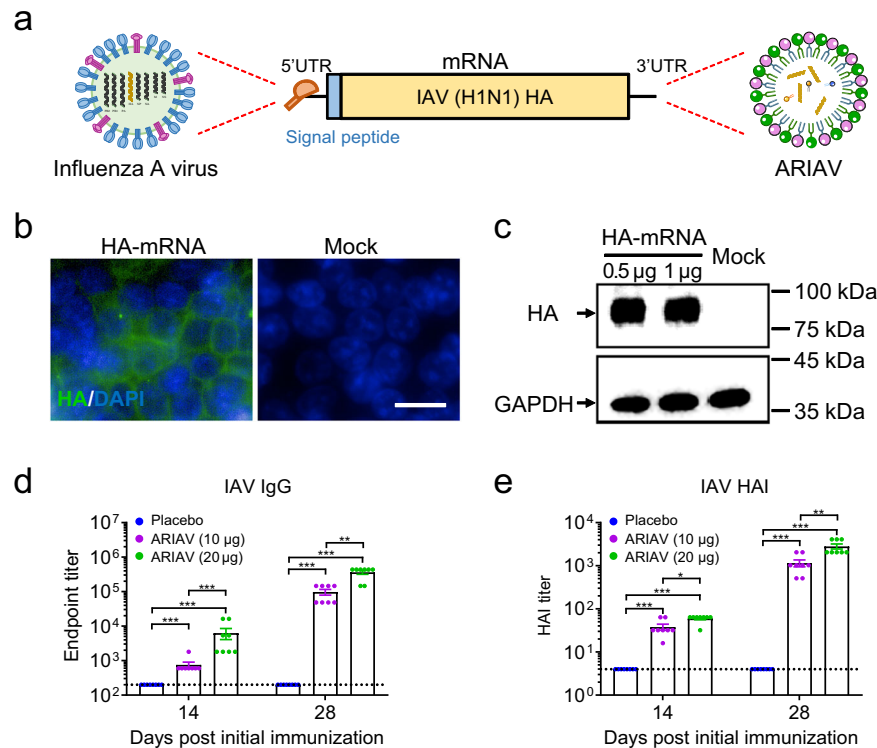 a
5'UTR
mRNA
3'UTR
IAV (H1N1) HA
Signal peptide
Influenza A virus
ARIAV
b
HA-mRNA
Mock
HA/DAPI
c
HA-mRNA
Mock
0.5 µg
1 µg
HA
100 kDa
75 kDa
45 kDa
GAPDH
35 kDa
d
IAV IgG
Placebo
ARIAV (10 µg)
ARIAV (20 µg)
Endpoint titer
10⁷
10⁶
10⁵
10⁴
10³
10²
***
***
***
***
***
**
14
28
Days post initial immunization
e
IAV HAI
Placebo
ARIAV (10 µg)
ARIAV (20 µg)
HAI titer
10⁴
10³
10²
10¹
10⁰
***
***
*
***
***
**
14
28
Days post initial immunization